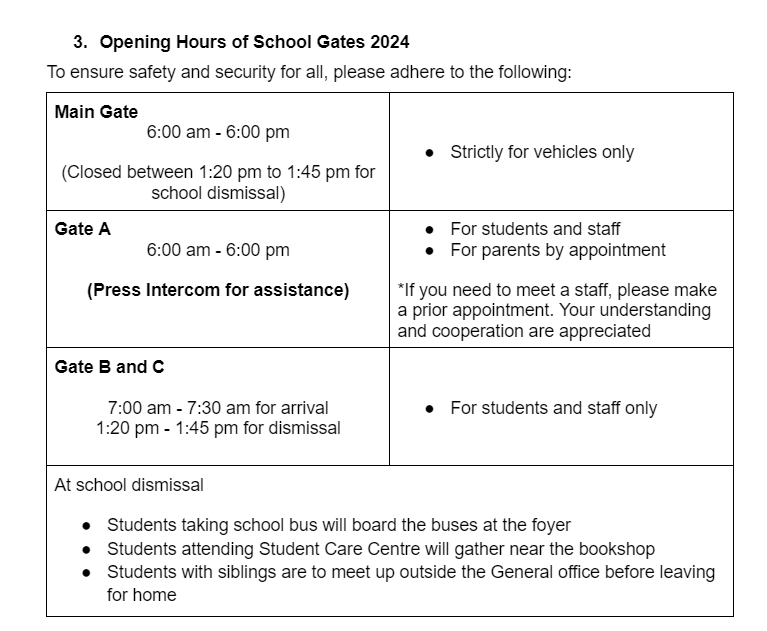 3. Opening Hours of School Gates 2024
To ensure safety and security for all, please adhere to the following:
Main Gate
6:00 am - 6:00 pm
(Closed between 1:20 pm to 1:45 pm for
school dismissal)
● Strictly for vehicles only
Gate A
6:00 am - 6:00 pm
(Press Intercom for assistance)
● For students and staff
● For parents by appointment
*If you need to meet a staff, please make
a prior appointment. Your understanding
and cooperation are appreciated
Gate B and C
7:00 am - 7:30 am for arrival
1:20 pm - 1:45 pm for dismissal
● For students and staff only
At school dismissal
● Students taking school bus will board the buses at the foyer
● Students attending Student Care Centre will gather near the bookshop
● Students with siblings are to meet up outside the General office before leaving
for home